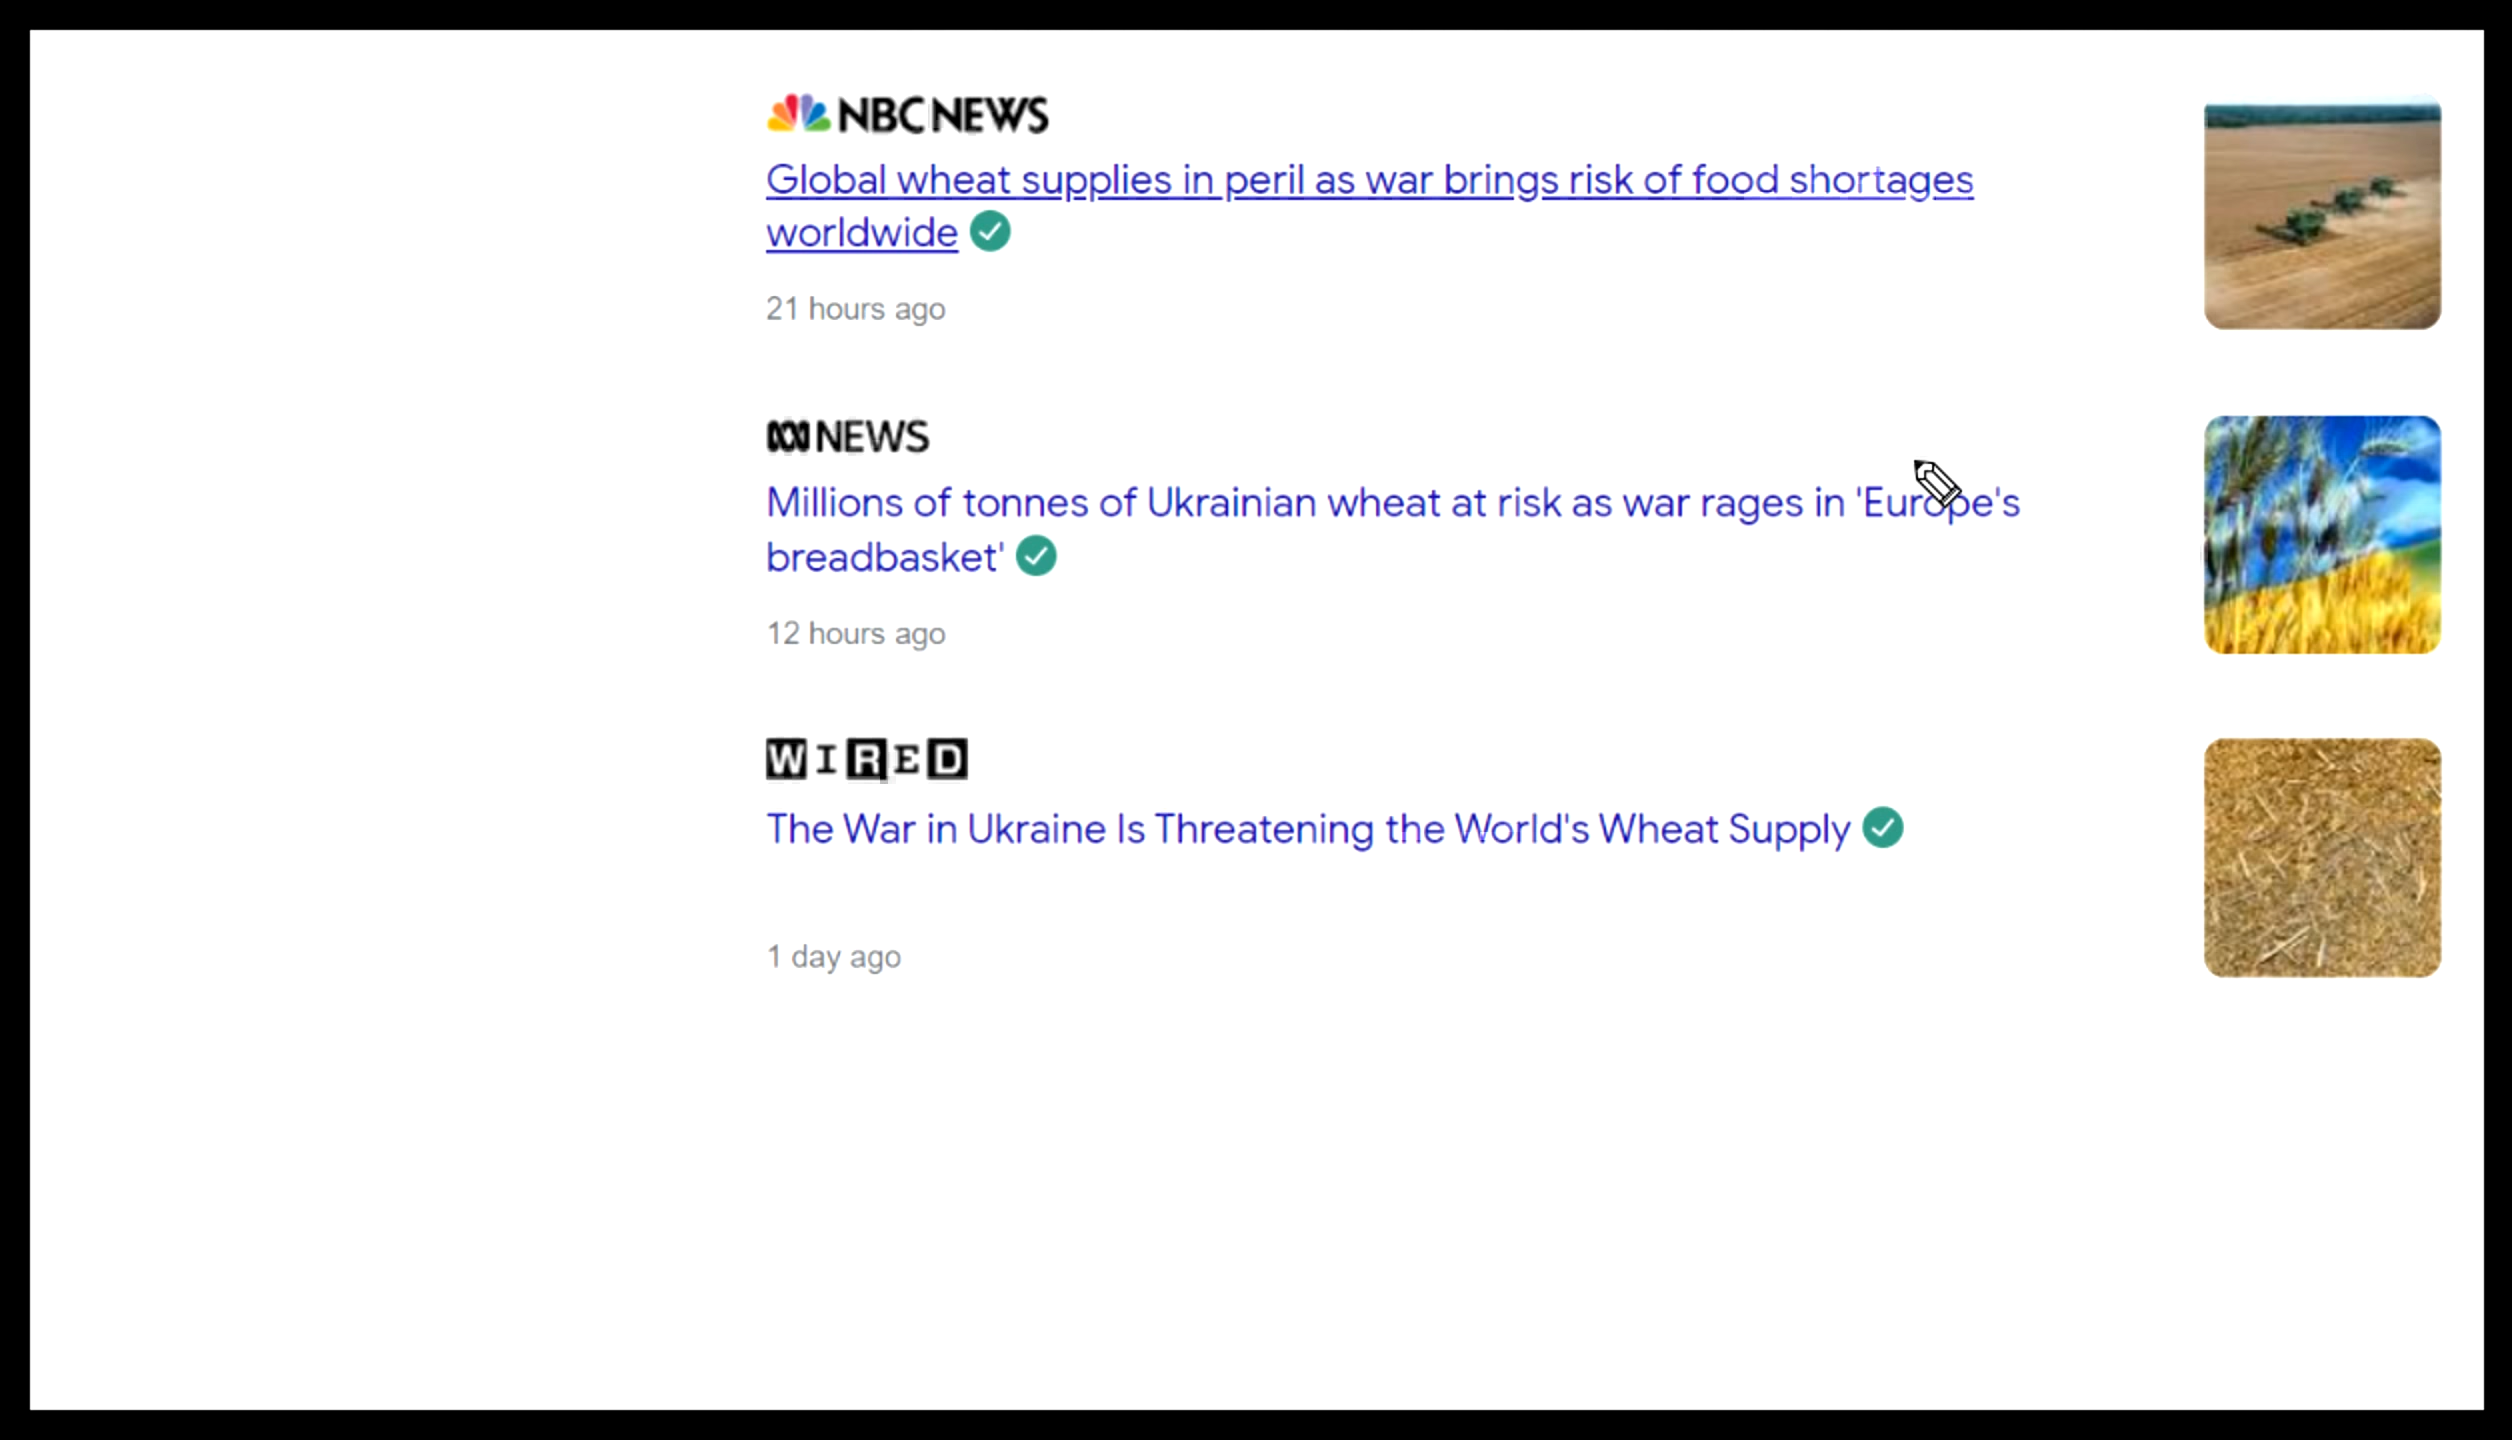 NBC NEWS
Global wheat supplies in peril as war brings risk of food shortages
worldwide
21 hours ago
NEWS
Millions of tonnes of Ukrainian wheat at risk as war rages in 'Europe's
breadbasket'
12 hours ago
WIRED
The War in Ukraine Is Threatening the World's Wheat Supply
1 day ago